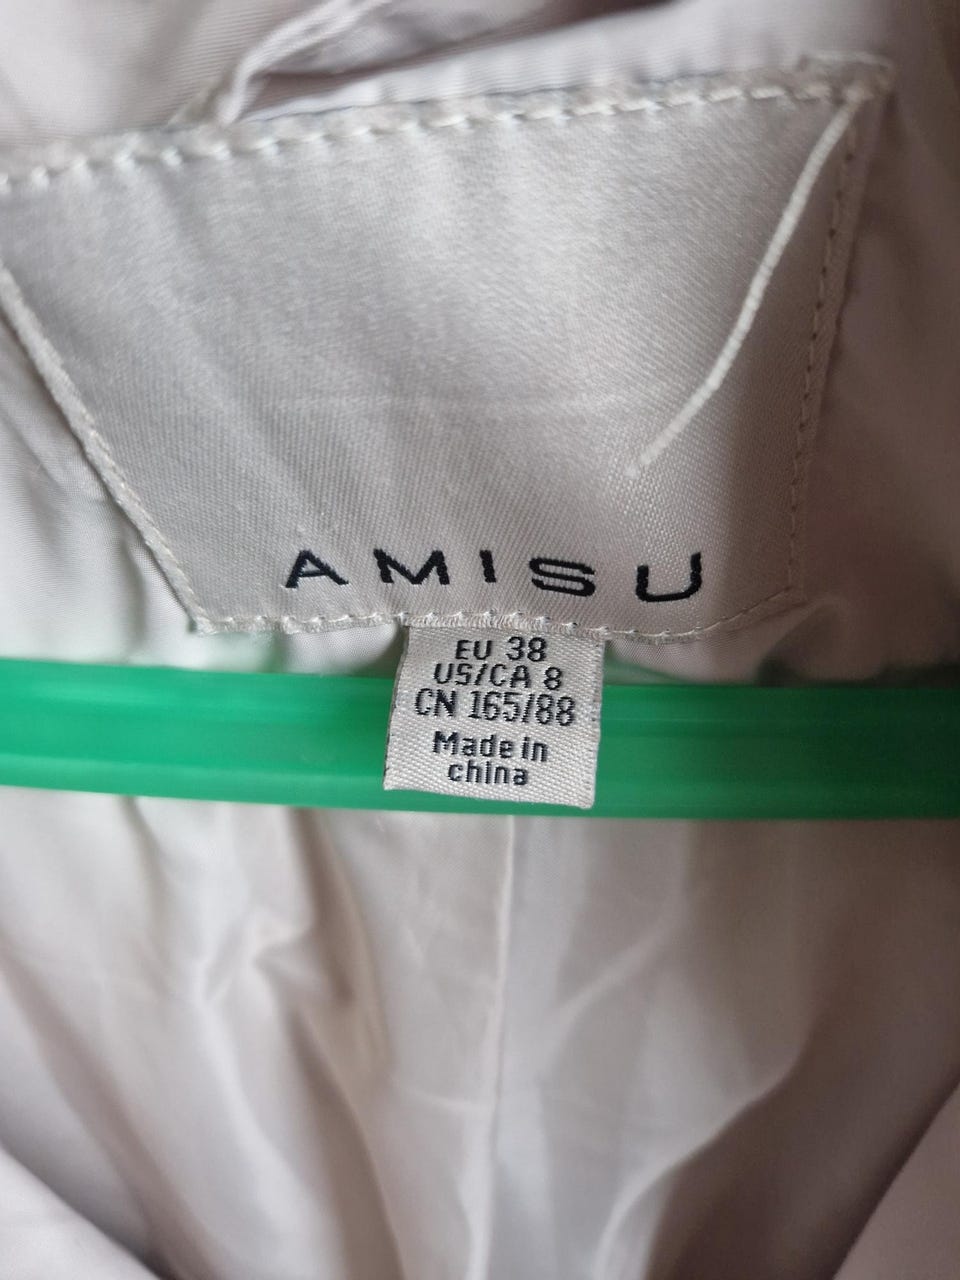 AMISU
EU 38
US/CA 8
CN 165/88
Made in
china